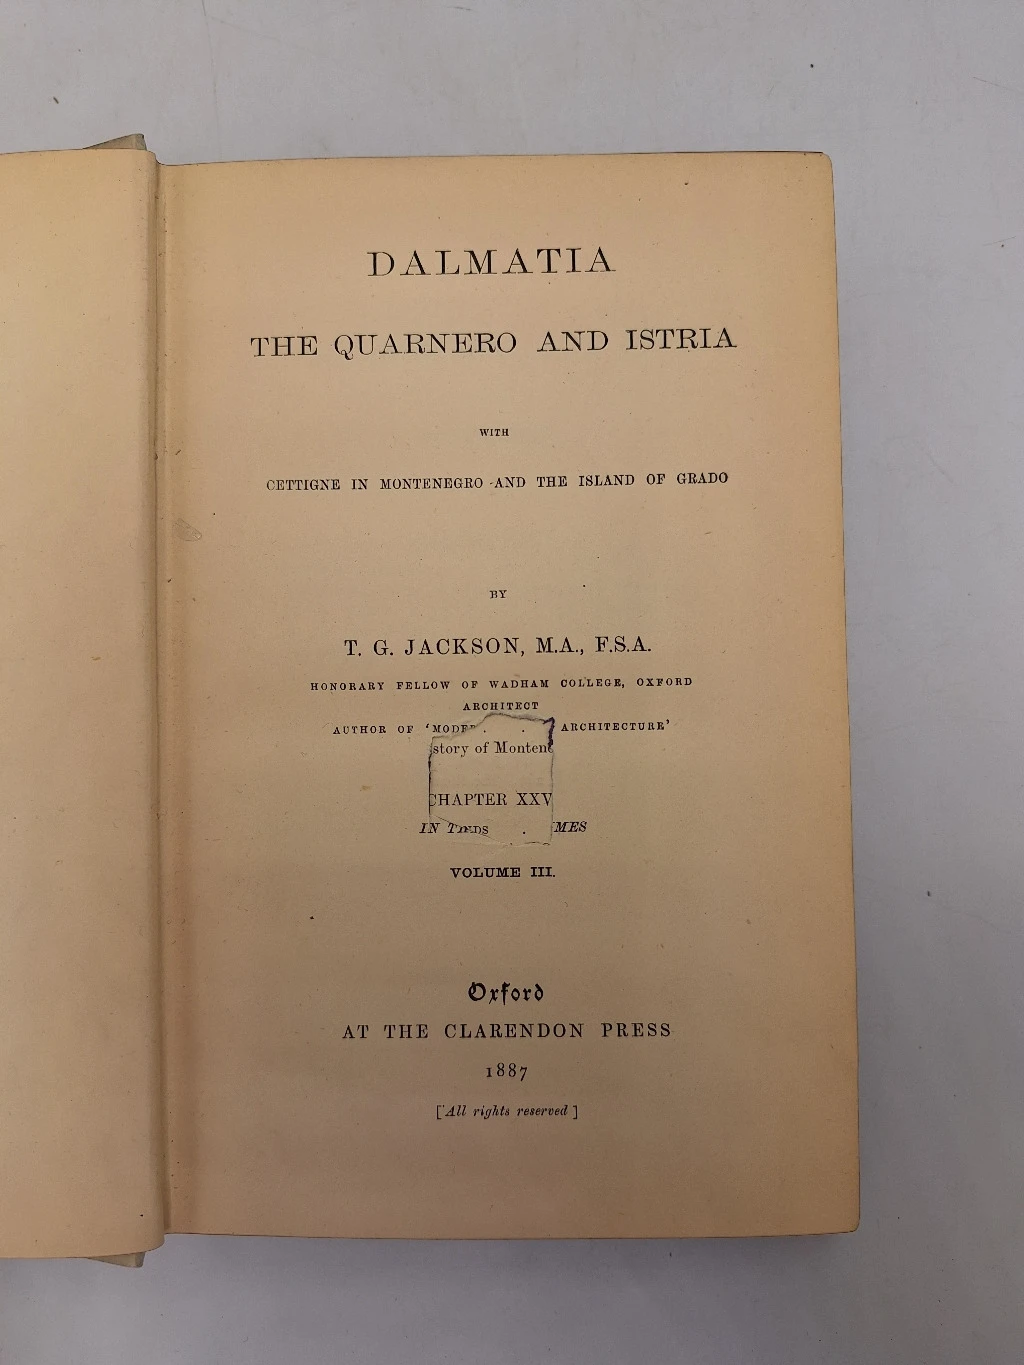 DALMATIA
THE QUARNERO AND ISTRIA
WITH
CETTIGNE IN MONTENEGRO AND THE ISLAND OF GRADO
BY
T. G. JACKSON, M.A., F.S.A.
HONORARY FELLOW OF WADHAM COLLEGE, OXFORD
ARCHITECT
AUTHOR OF 'MODE ARCHITECTURE'
story of Monten
CHAPTER XXV
IN MES
VOLUME III.
Oxford
AT THE CLARENDON PRESS
1887
[All rights reserved]